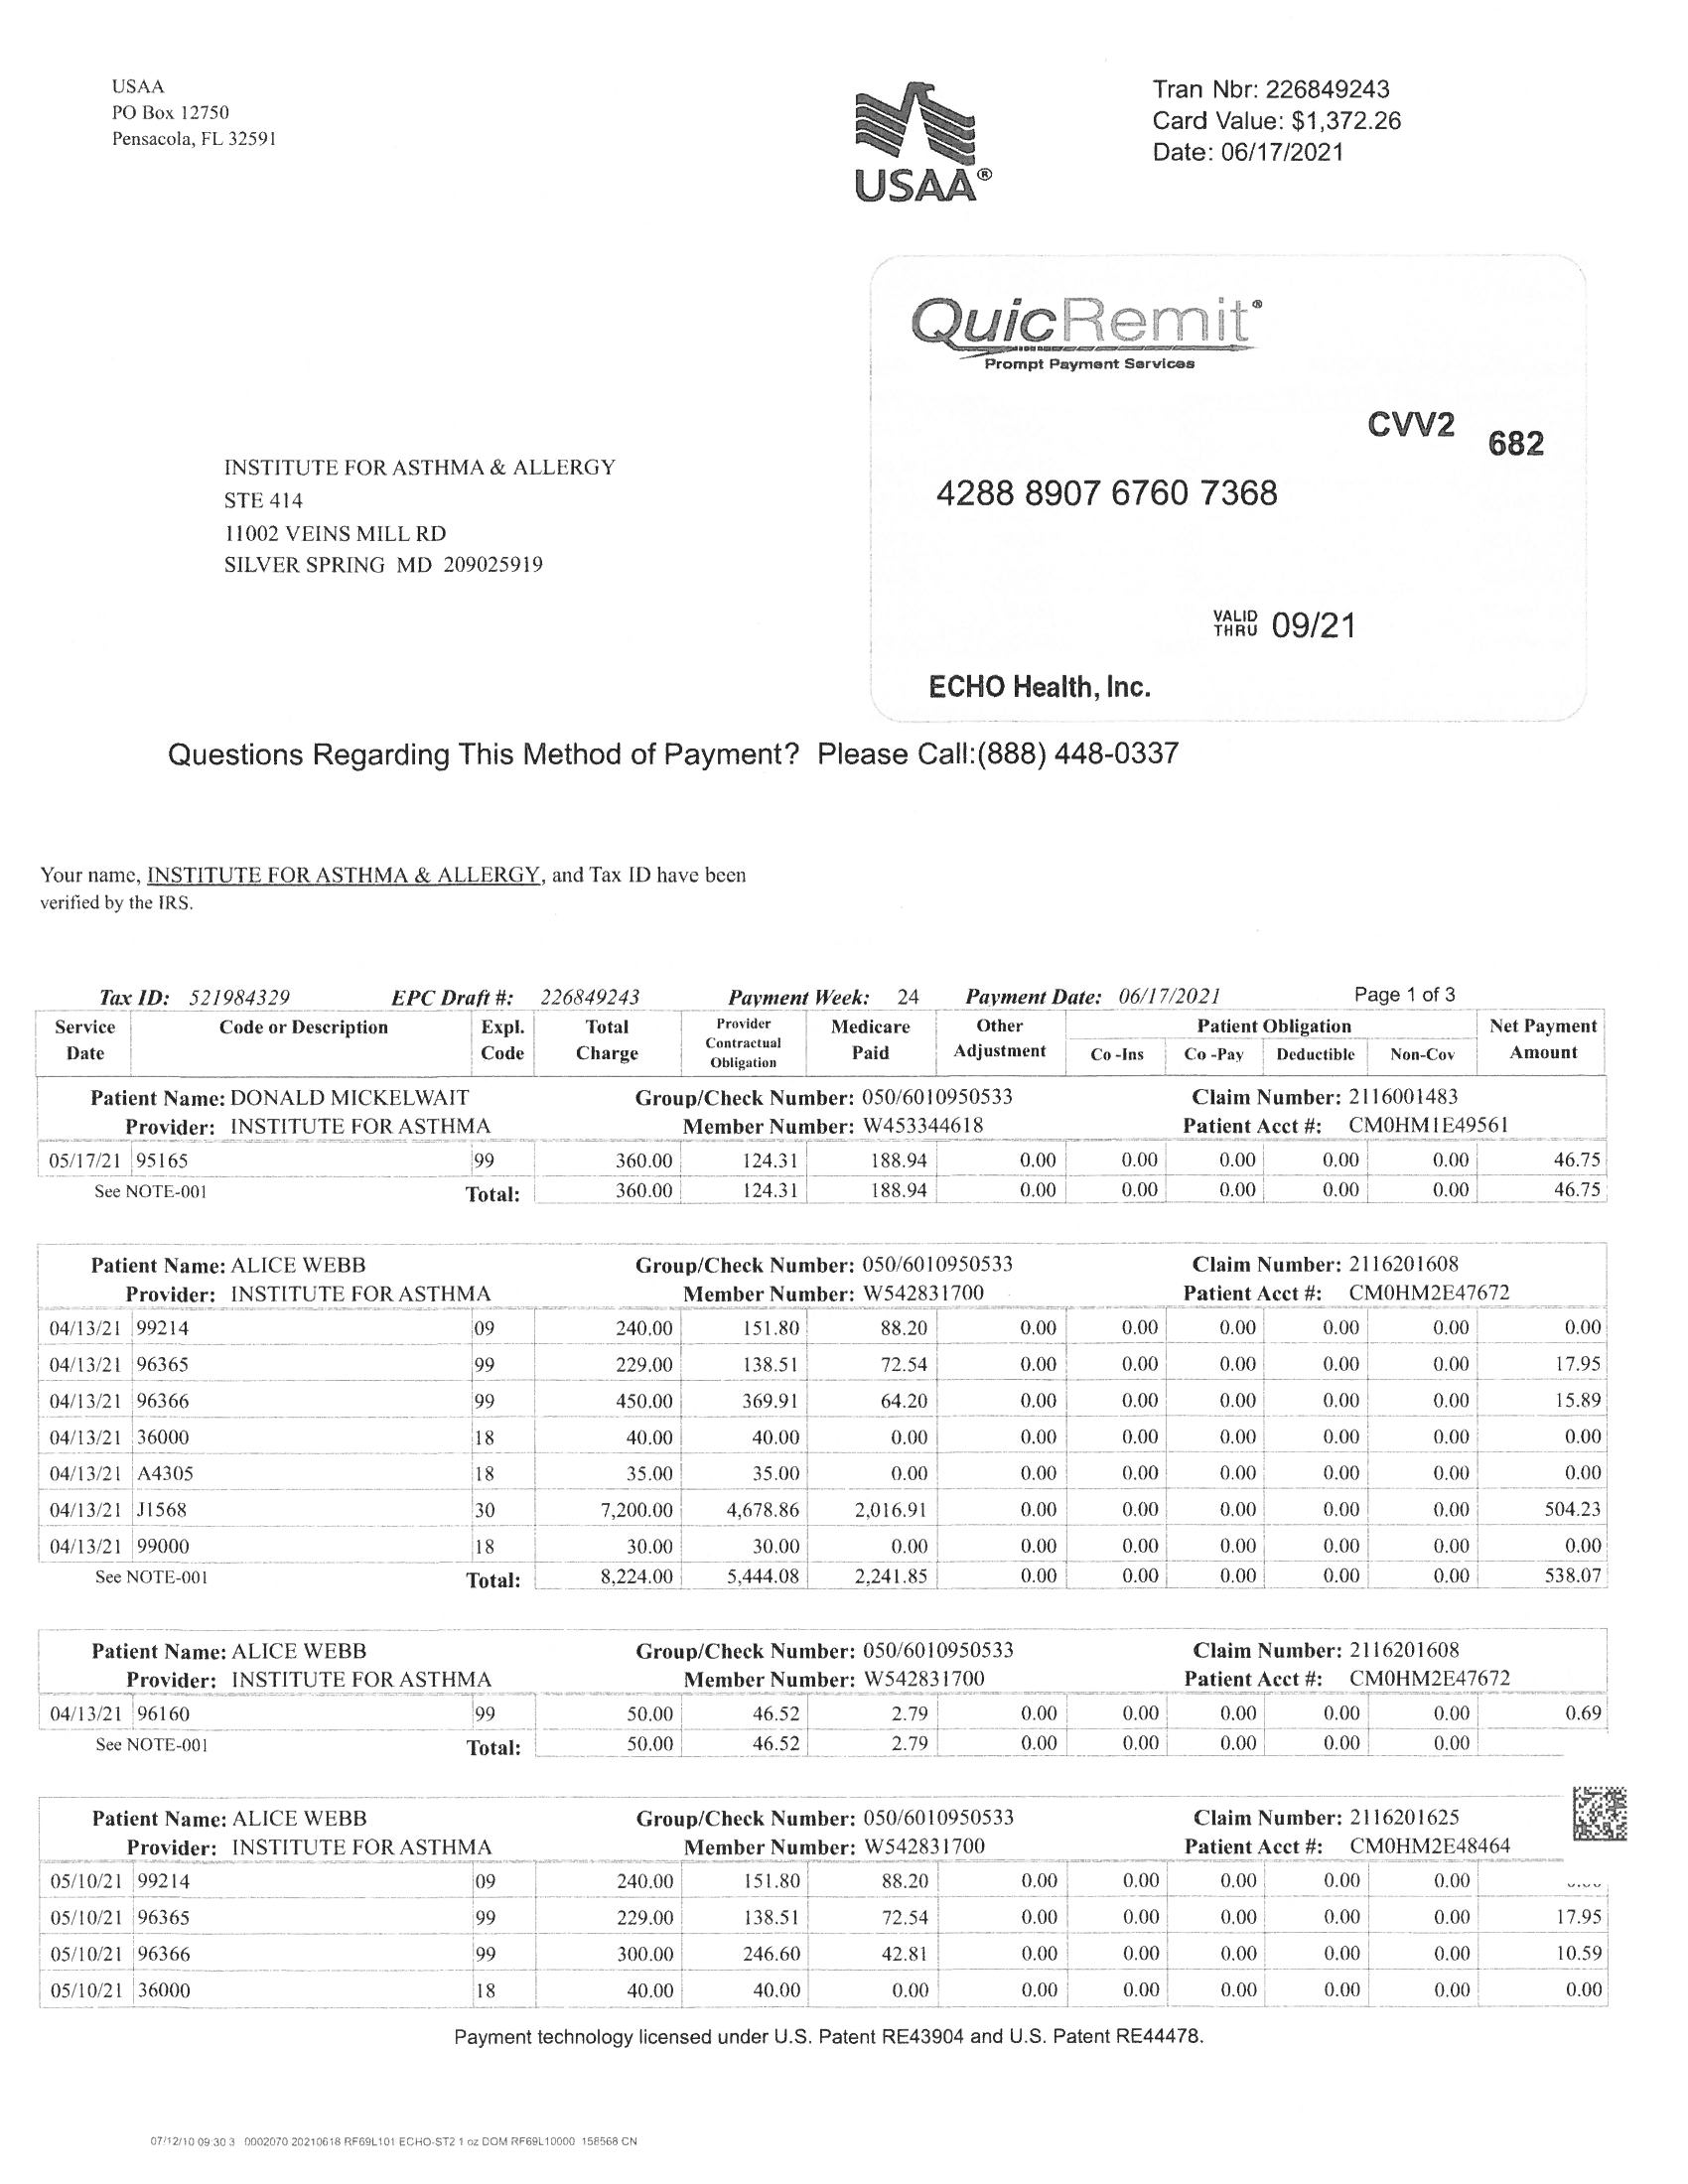 USAA
PO Box 12750
Pensacola, FL 32591
USAA®
Tran Nbr: 226849243
Card Value: $1,372.26
Date: 06/17/2021
QuicRemit®
Prompt Payment Services
CVV2 682
4288 8907 6760 7368
VALID THRU 09/21
ECHO Health, Inc.
INSTITUTE FOR ASTHMA & ALLERGY
STE 414
11002 VEINS MILL RD
SILVER SPRING MD 209025919
Questions Regarding This Method of Payment? Please Call:(888) 448-0337
Your name, INSTITUTE FOR ASTHMA & ALLERGY, and Tax ID have been
verified by the IRS.
Tax ID: 521984329 EPC Draft #: 226849243 Payment Week: 24 Payment Date: 06/17/2021 Page 1 of 3
Service Date Code or Description Expl. Code Total Charge Provider Contractual Obligation Medicare Paid Other Adjustment Patient Obligation Co -Ins Co -Pay Deductible Non-Cov Net Payment Amount
Patient Name: DONALD MICKELWAIT Group/Check Number: 050/6010950533 Claim Number: 2116001483
Provider: INSTITUTE FOR ASTHMA Member Number: W453344618 Patient Acct #: CM0HM1E49561
05/17/21 95165 99 360.00 124.31 188.94 0.00 0.00 0.00 0.00 0.00 46.75
See NOTE-001 Total: 360.00 124.31 188.94 0.00 0.00 0.00 0.00 0.00 46.75
Patient Name: ALICE WEBB Group/Check Number: 050/6010950533 Claim Number: 2116201608
Provider: INSTITUTE FOR ASTHMA Member Number: W542831700 Patient Acct #: CM0HM2E47672
04/13/21 99214 09 240.00 151.80 88.20 0.00 0.00 0.00 0.00 0.00 0.00
04/13/21 96365 99 229.00 138.51 72.54 0.00 0.00 0.00 0.00 0.00 17.95
04/13/21 96366 99 450.00 369.91 64.20 0.00 0.00 0.00 0.00 0.00 15.89
04/13/21 36000 18 40.00 40.00 0.00 0.00 0.00 0.00 0.00 0.00 0.00
04/13/21 A4305 18 35.00 35.00 0.00 0.00 0.00 0.00 0.00 0.00 0.00
04/13/21 J1568 30 7,200.00 4,678.86 2,016.91 0.00 0.00 0.00 0.00 0.00 504.23
04/13/21 99000 18 30.00 30.00 0.00 0.00 0.00 0.00 0.00 0.00 0.00
See NOTE-001 Total: 8,224.00 5,444.08 2,241.85 0.00 0.00 0.00 0.00 0.00 538.07
Patient Name: ALICE WEBB Group/Check Number: 050/6010950533 Claim Number: 2116201608
Provider: INSTITUTE FOR ASTHMA Member Number: W542831700 Patient Acct #: CM0HM2E47672
04/13/21 96160 99 50.00 46.52 2.79 0.00 0.00 0.00 0.00 0.00 0.69
See NOTE-001 Total: 50.00 46.52 2.79 0.00 0.00 0.00 0.00 0.00
Patient Name: ALICE WEBB Group/Check Number: 050/6010950533 Claim Number: 2116201625
Provider: INSTITUTE FOR ASTHMA Member Number: W542831700 Patient Acct #: CM0HM2E48464
05/10/21 99214 09 240.00 151.80 88.20 0.00 0.00 0.00 0.00 0.00
05/10/21 96365 99 229.00 138.51 72.54 0.00 0.00 0.00 0.00 0.00 17.95
05/10/21 96366 99 300.00 246.60 42.81 0.00 0.00 0.00 0.00 0.00 10.59
05/10/21 36000 18 40.00 40.00 0.00 0.00 0.00 0.00 0.00 0.00 0.00
Payment technology licensed under U.S. Patent RE43904 and U.S. Patent RE44478.
07/12/10 09:30 3 0002070 20210618 RF69L101 ECHO-ST2 1 oz DOM RF69L10000 158568 CN